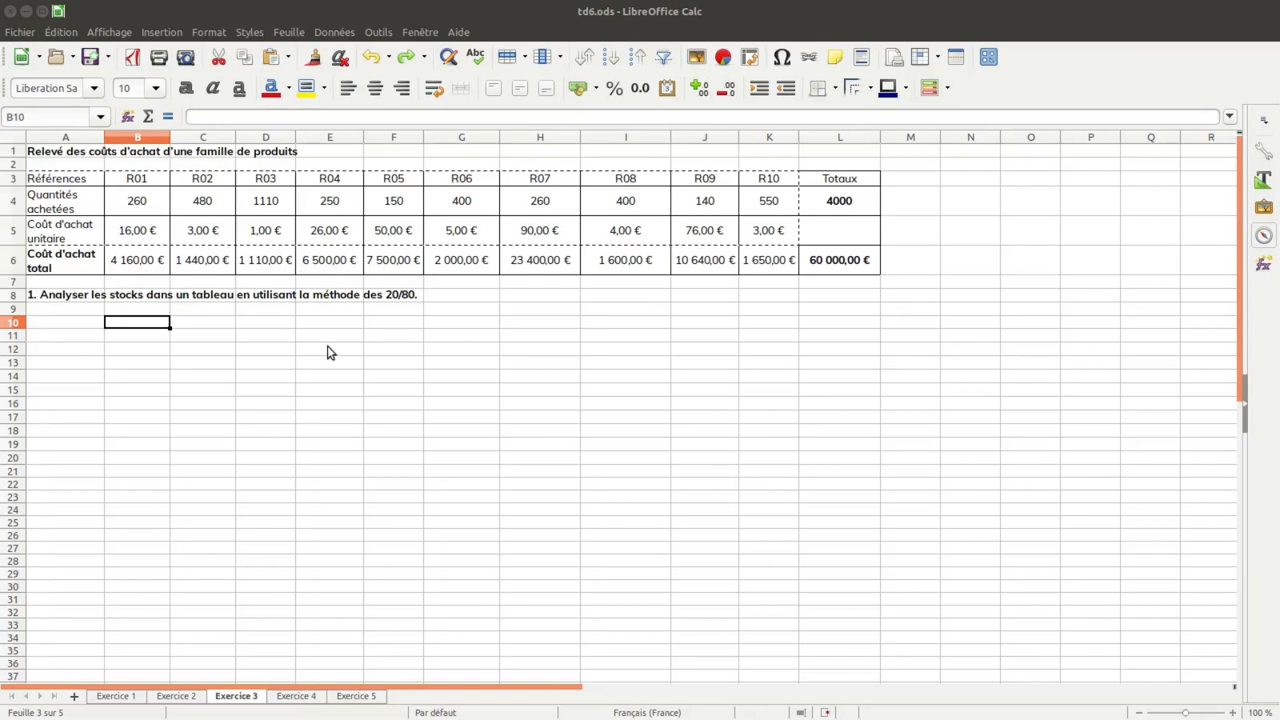 td6.ods - LibreOffice Calc
Fichier Édition Affichage Insertion Format Styles Feuille Données Outils Fenêtre Aide
Liberation Sa 10
B10
A B C D E F G H I J K L M N O P Q R
1 Relevé des coûts d'achat d'une famille de produits
2
3 Références R01 R02 R03 R04 R05 R06 R07 R08 R09 R10 Totaux
4 Quantités achetées 260 480 1110 250 150 400 260 400 140 550 4000
5 Coût d'achat unitaire 16,00 € 3,00 € 1,00 € 26,00 € 50,00 € 5,00 € 90,00 € 4,00 € 76,00 € 3,00 €
6 Coût d'achat total 4 160,00 € 1 440,00 € 1 110,00 € 6 500,00 € 7 500,00 € 2 000,00 € 23 400,00 € 1 600,00 € 10 640,00 € 1 650,00 € 60 000,00 €
7
8 1. Analyser les stocks dans un tableau en utilisant la méthode des 20/80.
9
10
11
12
13
14
15
16
17
18
19
20
21
22
23
24
25
26
27
28
29
30
31
32
33
34
35
36
37
Exercice 1 Exercice 2 Exercice 3 Exercice 4 Exercice 5
Feuille 3 sur 5 Par défaut Français (France) 100 %